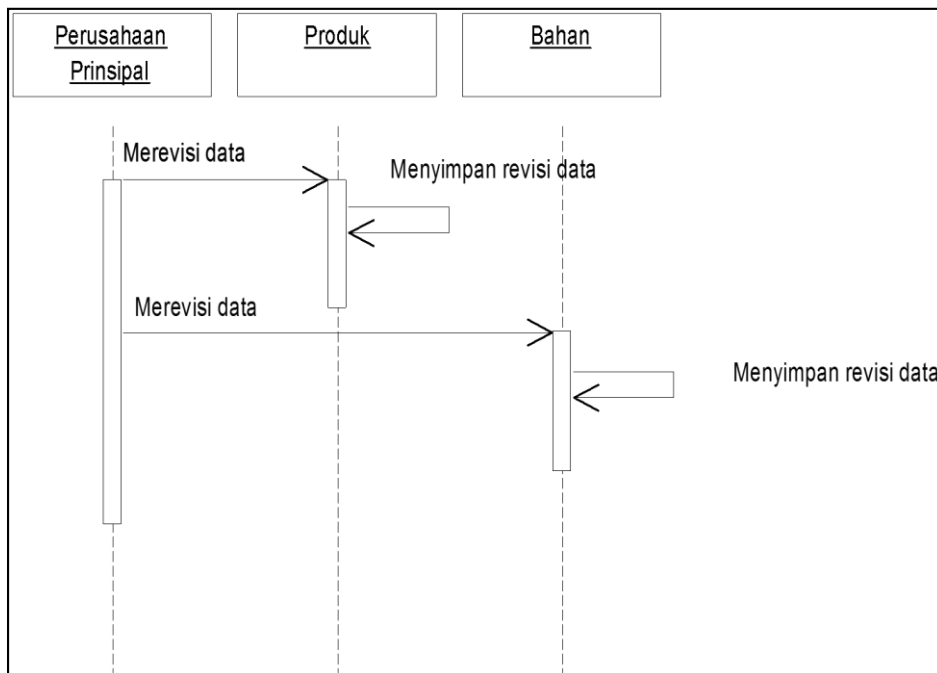 Perusahaan
Prinsipal
Produk
Bahan
Merevisi data
Menyimpan revisi data
Merevisi data
Menyimpan revisi data